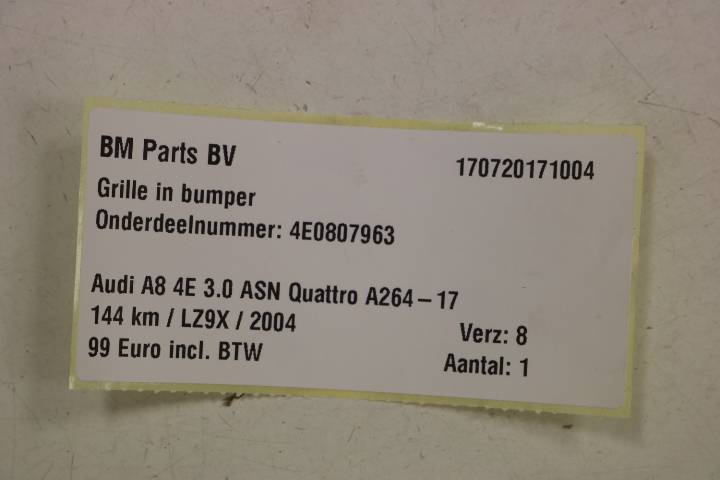 BM Parts BV 170720171004
Grille in bumper
Onderdeelnummer: 4E0807963
Audi A8 4E 3.0 ASN Quattro A264-17
144 km / LZ9X / 2004 Verz: 8
99 Euro incl. BTW Aantal: 1